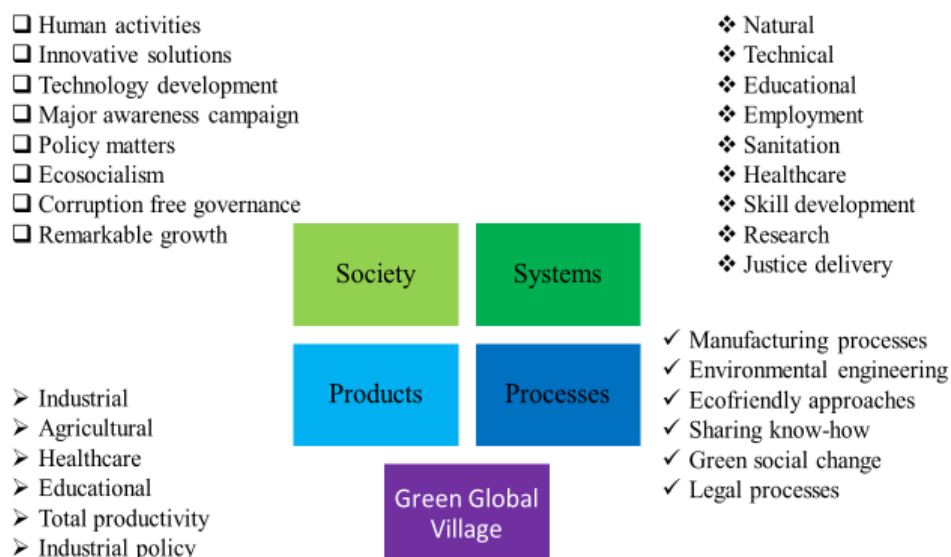 Human activities
Innovative solutions
Technology development
Major awareness campaign
Policy matters
Ecosocialism
Corruption free governance
Remarkable growth
Natural
Technical
Educational
Employment
Sanitation
Healthcare
Skill development
Research
Justice delivery
Society
Systems
Products
Processes
Industrial
Agricultural
Healthcare
Educational
Total productivity
Industrial policy
Manufacturing processes
Environmental engineering
Ecofriendly approaches
Sharing know-how
Green social change
Legal processes
Green Global
Village